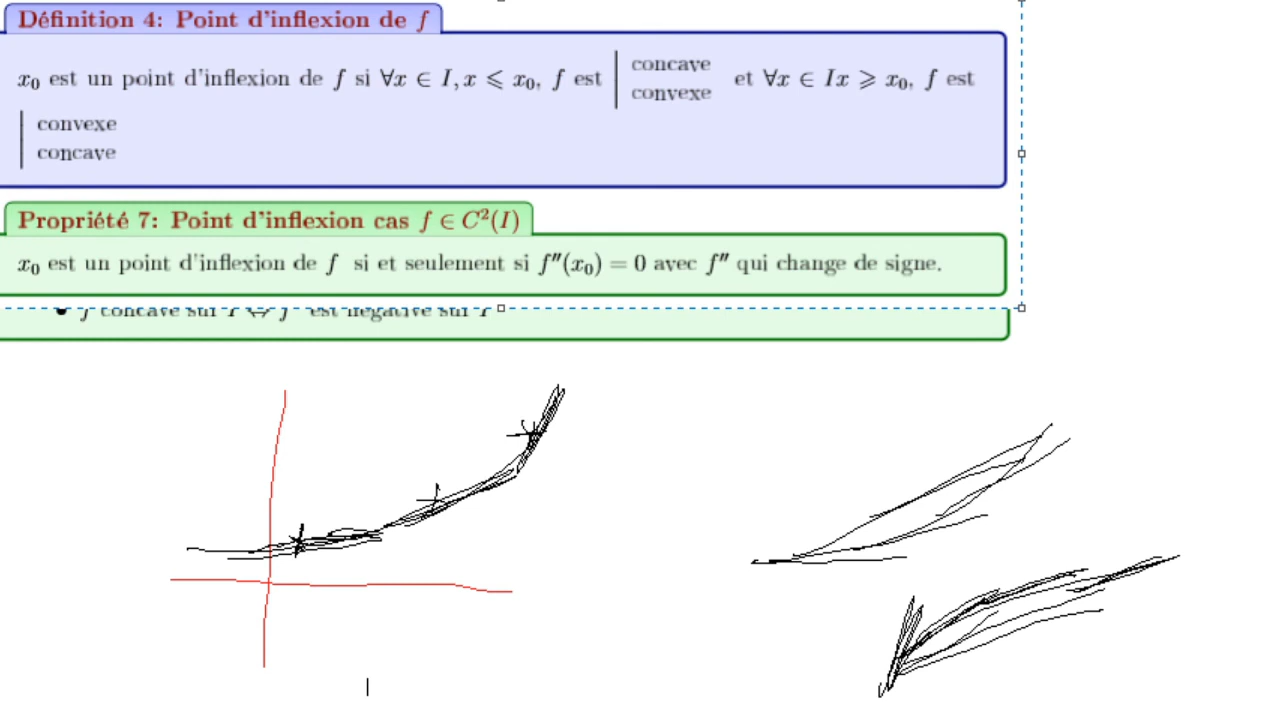 Définition 4: Point d'inflexion de f
x₀ est un point d'inflexion de f si ∀x ∈ I, x ⩽ x₀, f est | concave
convexe et ∀x ∈ Ix ⩾ x₀, f est
convexe
concave
Propriété 7: Point d'inflexion cas f ∈ C²(I)
x₀ est un point d'inflexion de f si et seulement si f″(x₀) = 0 avec f″ qui change de signe.